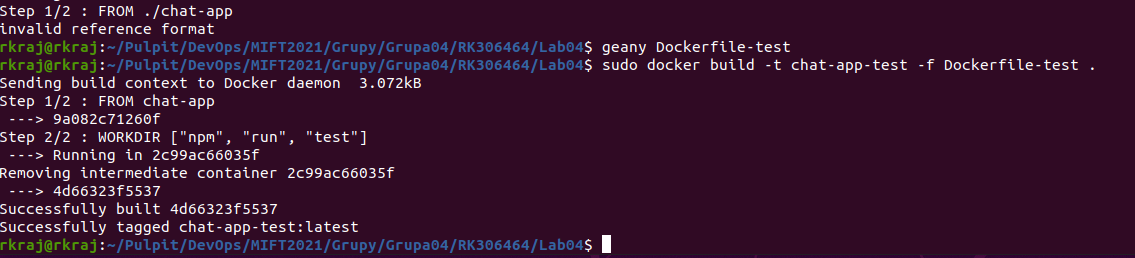 Step 1/2 : FROM ./chat-app
invalid reference format
rkraj@rkraj:~/Pulpit/DevOps/MIFT2021/Grupy/Grupa04/RK306464/Lab04$ geany Dockerfile-test
rkraj@rkraj:~/Pulpit/DevOps/MIFT2021/Grupy/Grupa04/RK306464/Lab04$ sudo docker build -t chat-app-test -f Dockerfile-test .
Sending build context to Docker daemon  3.072kB
Step 1/2 : FROM chat-app
 ---> 9a082c71260f
Step 2/2 : WORKDIR ["npm", "run", "test"]
 ---> Running in 2c99ac66035f
Removing intermediate container 2c99ac66035f
 ---> 4d66323f5537
Successfully built 4d66323f5537
Successfully tagged chat-app-test:latest
rkraj@rkraj:~/Pulpit/DevOps/MIFT2021/Grupy/Grupa04/RK306464/Lab04$